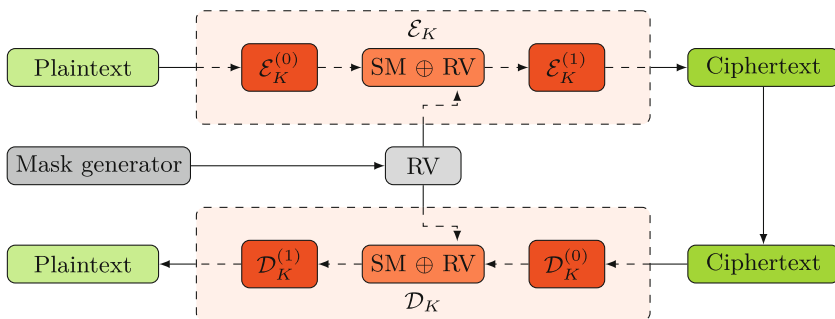 ℰ_K
Plaintext
ℰ_K^(0)
SM ⊕ RV
ℰ_K^(1)
Ciphertext
Mask generator
RV
Plaintext
𝒟_K^(1)
SM ⊕ RV
𝒟_K^(0)
Ciphertext
𝒟_K